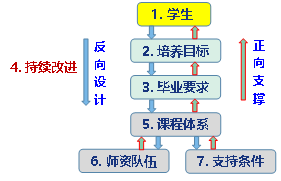 1. 学生
2. 培养目标
3. 毕业要求
4. 持续改进
反向设计
正向支撑
5. 课程体系
6. 师资队伍
7. 支持条件